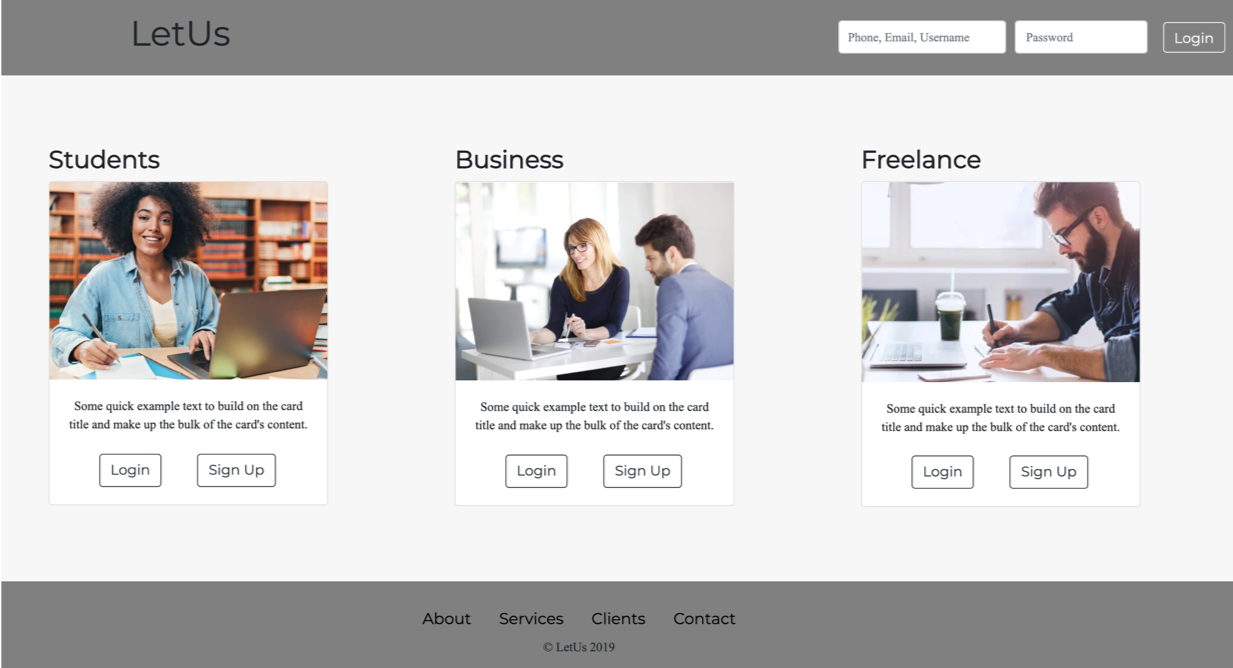 LetUs
Phone, Email, Username
Password
Login
Students
Business
Freelance
Some quick example text to build on the card
title and make up the bulk of the card's content.
Login
Sign Up
Some quick example text to build on the card
title and make up the bulk of the card's content.
Login
Sign Up
Some quick example text to build on the card
title and make up the bulk of the card's content.
Login
Sign Up
About
Services
Clients
Contact
© LetUs 2019